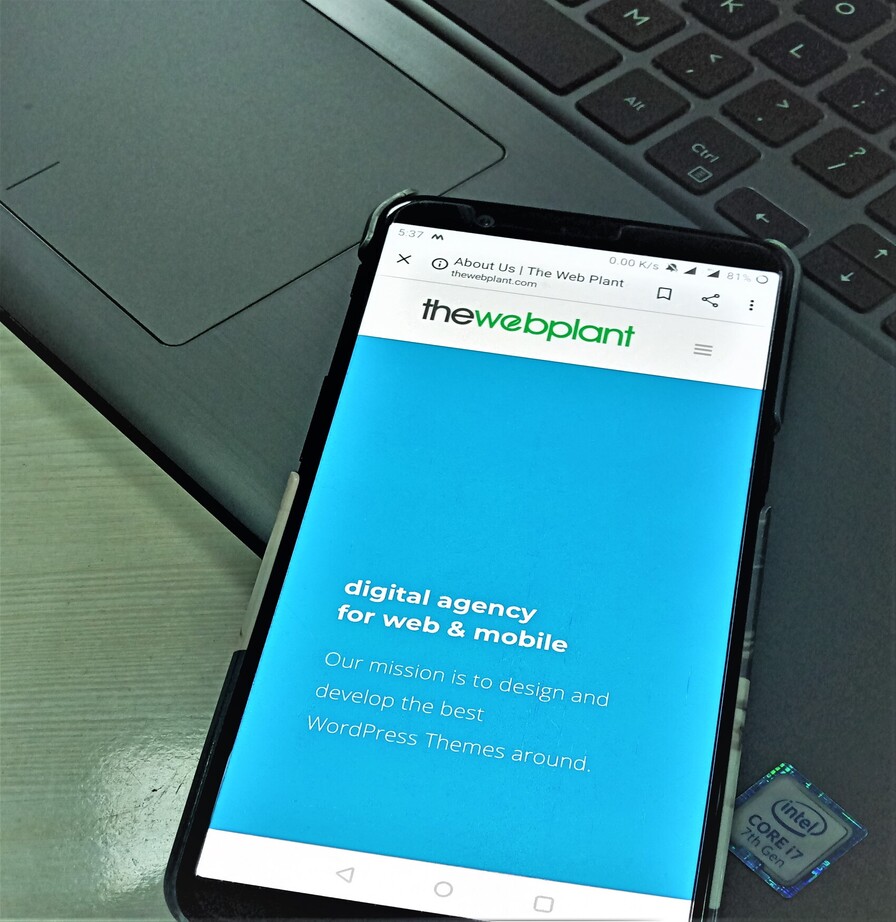 M
K
O
< ,
L
Alt
> .
: ;
Ctrl
? /
5:37
0.00 K/s
81%
About Us | The Web Plant
thewebplant.com
thewebplant
digital agency
for web & mobile
Our mission is to design and
develop the best
WordPress Themes around.
intel
CORE i7
7th Gen